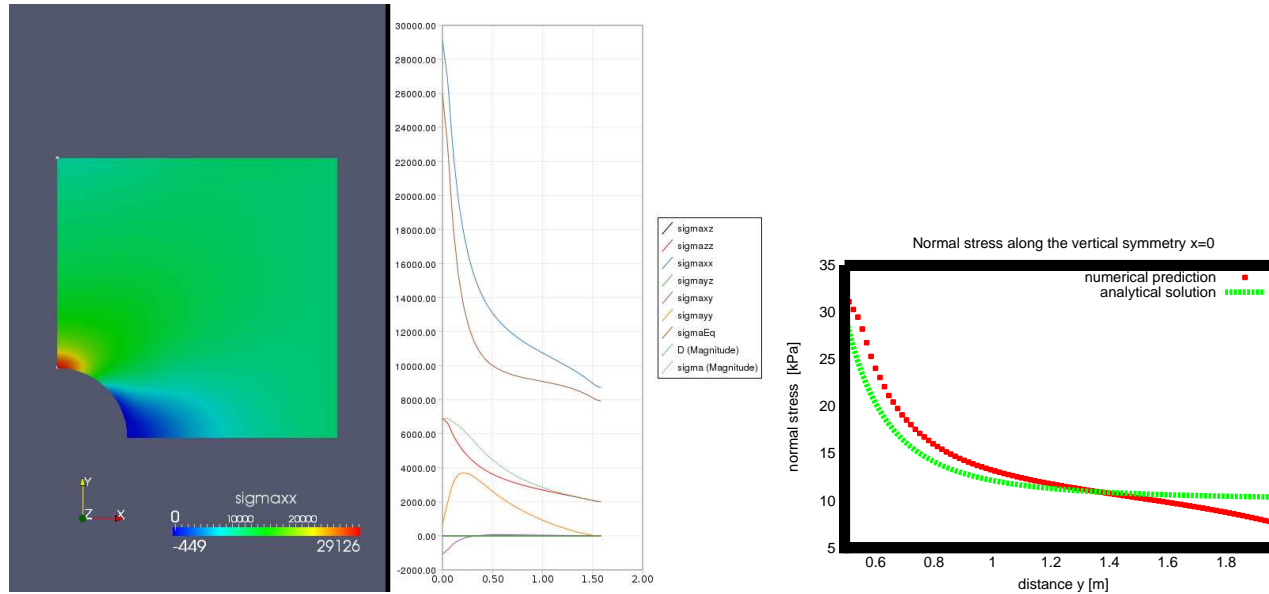 Y
Z
X
sigmaxx
0
10000
20000
-449
29126
30000.00
28000.00
26000.00
24000.00
22000.00
20000.00
18000.00
16000.00
14000.00
12000.00
10000.00
8000.00
6000.00
4000.00
2000.00
0.00
-2000.00
0.00
0.50
1.00
1.50
2.00
sigmaxz
sigmazz
sigmaxx
sigmayz
sigmaxy
sigmayy
sigmaEq
D (Magnitude)
sigma (Magnitude)
Normal stress along the vertical symmetry x=0
numerical prediction
analytical solution
normal stress [kPa]
35
30
25
20
15
10
5
0.6
0.8
1
1.2
1.4
1.6
1.8
distance y [m]